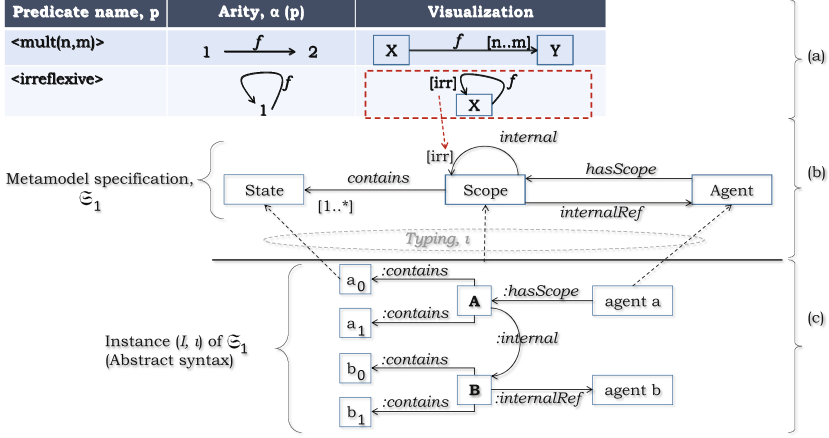 Predicate name, p
Arity, α (p)
Visualization
<mult(n,m)>
1 f 2
X f [n..m] Y
(a)
<irreflexive>
f
1
[irr] f
X
internal
[irr]
Metamodel specification,
𝔖1
State
contains
[1..*]
Scope
hasScope
internalRef
Agent
(b)
Typing, ι
Instance (I, ι) of 𝔖1
(Abstract syntax)
a0
:contains
a1
:contains
A
:hasScope
agent a
:internal
b0
:contains
b1
:contains
B
:internalRef
agent b
(c)